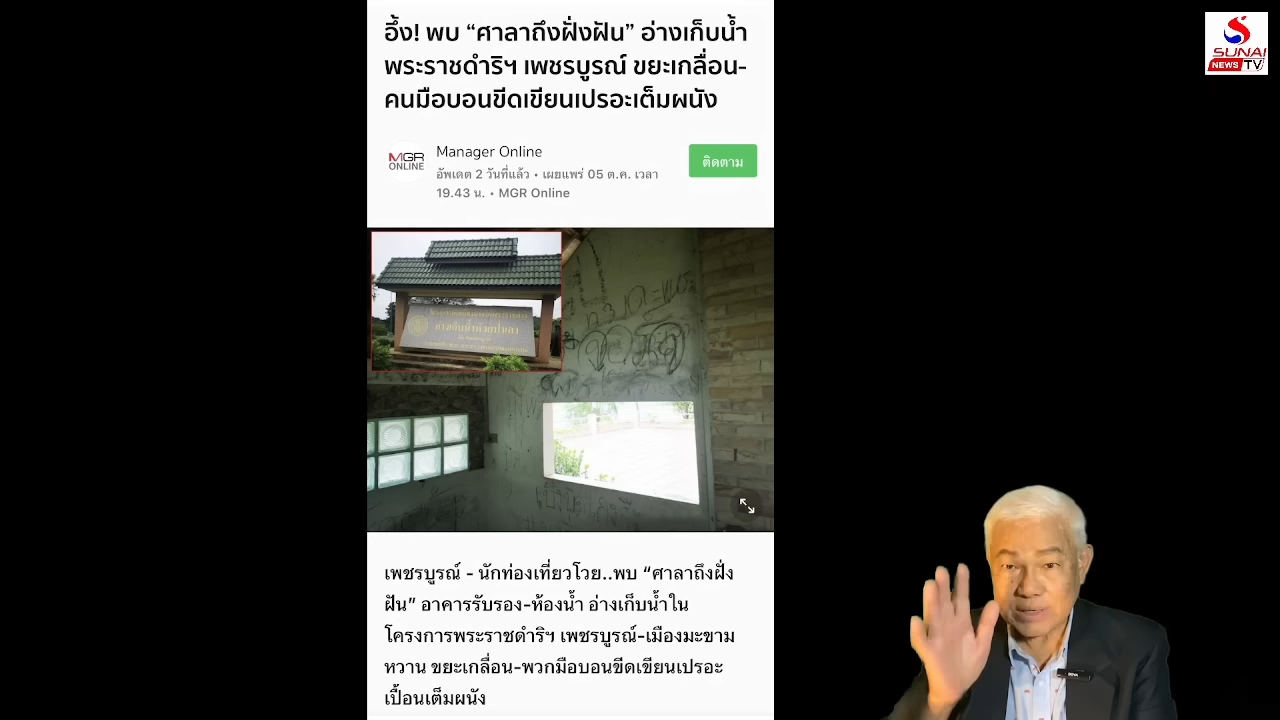 อึ้ง! พบ “ศาลาถึงฝั่งฝัน” อ่างเก็บน้ำ
พระราชดำริฯ เพชรบูรณ์ ขยะเกลื่อน-
คนมือบอนขีดเขียนเปรอะเต็มผนัง
MGR
ONLINE
Manager Online
อัพเดต 2 วันที่แล้ว • เผยแพร่ 05 ต.ค. เวลา
19.43 น. • MGR Online
ติดตาม
SUNAI
NEWS TV
เพชรบูรณ์ - นักท่องเที่ยวโวย..พบ “ศาลาถึงฝั่ง
ฝัน” อาคารรับรอง-ห้องน้ำ อ่างเก็บน้ำใน
โครงการพระราชดำริฯ เพชรบูรณ์-เมืองมะขาม
หวาน ขยะเกลื่อน-พวกมือบอนขีดเขียนเปรอะ
เปื้อนเต็มผนัง